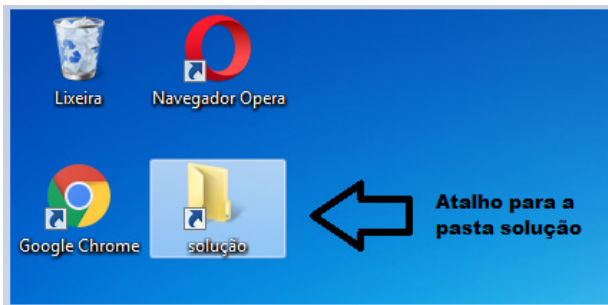 Lixeira
Navegador Opera
Google Chrome
solução
Atalho para a
pasta solução